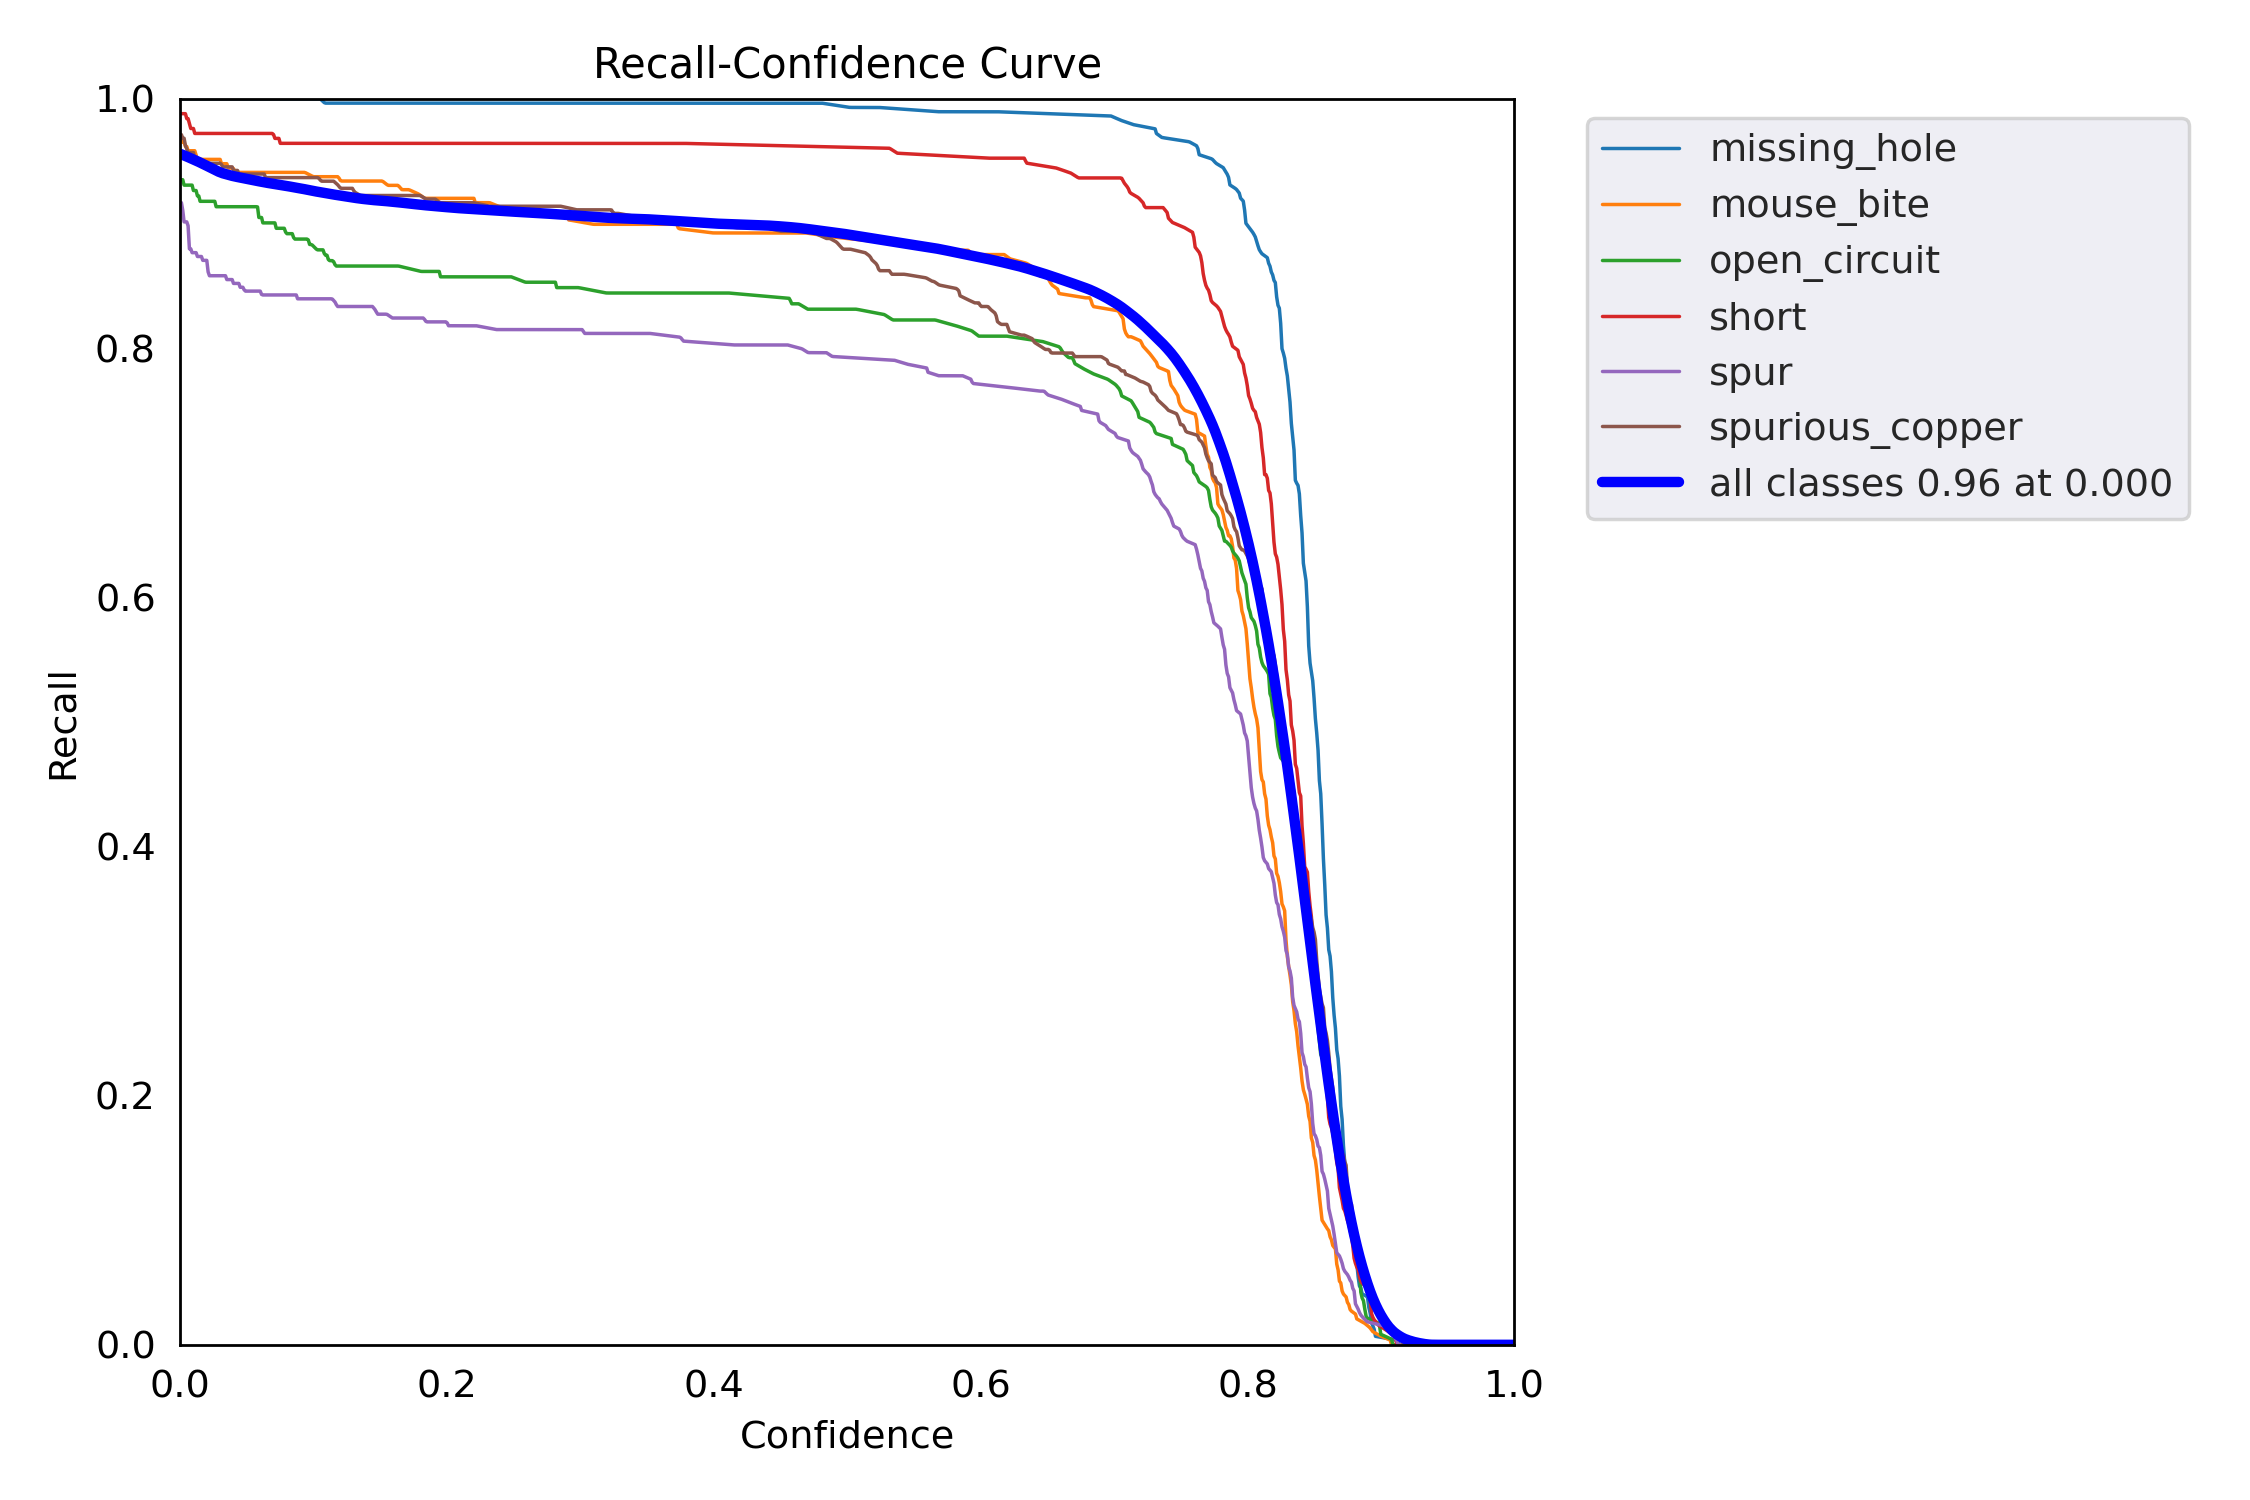 Recall-Confidence Curve
1.0
0.8
0.6
0.4
0.2
0.0
Recall
0.0 0.2 0.4 0.6 0.8 1.0
Confidence
missing_hole
mouse_bite
open_circuit
short
spur
spurious_copper
all classes 0.96 at 0.000